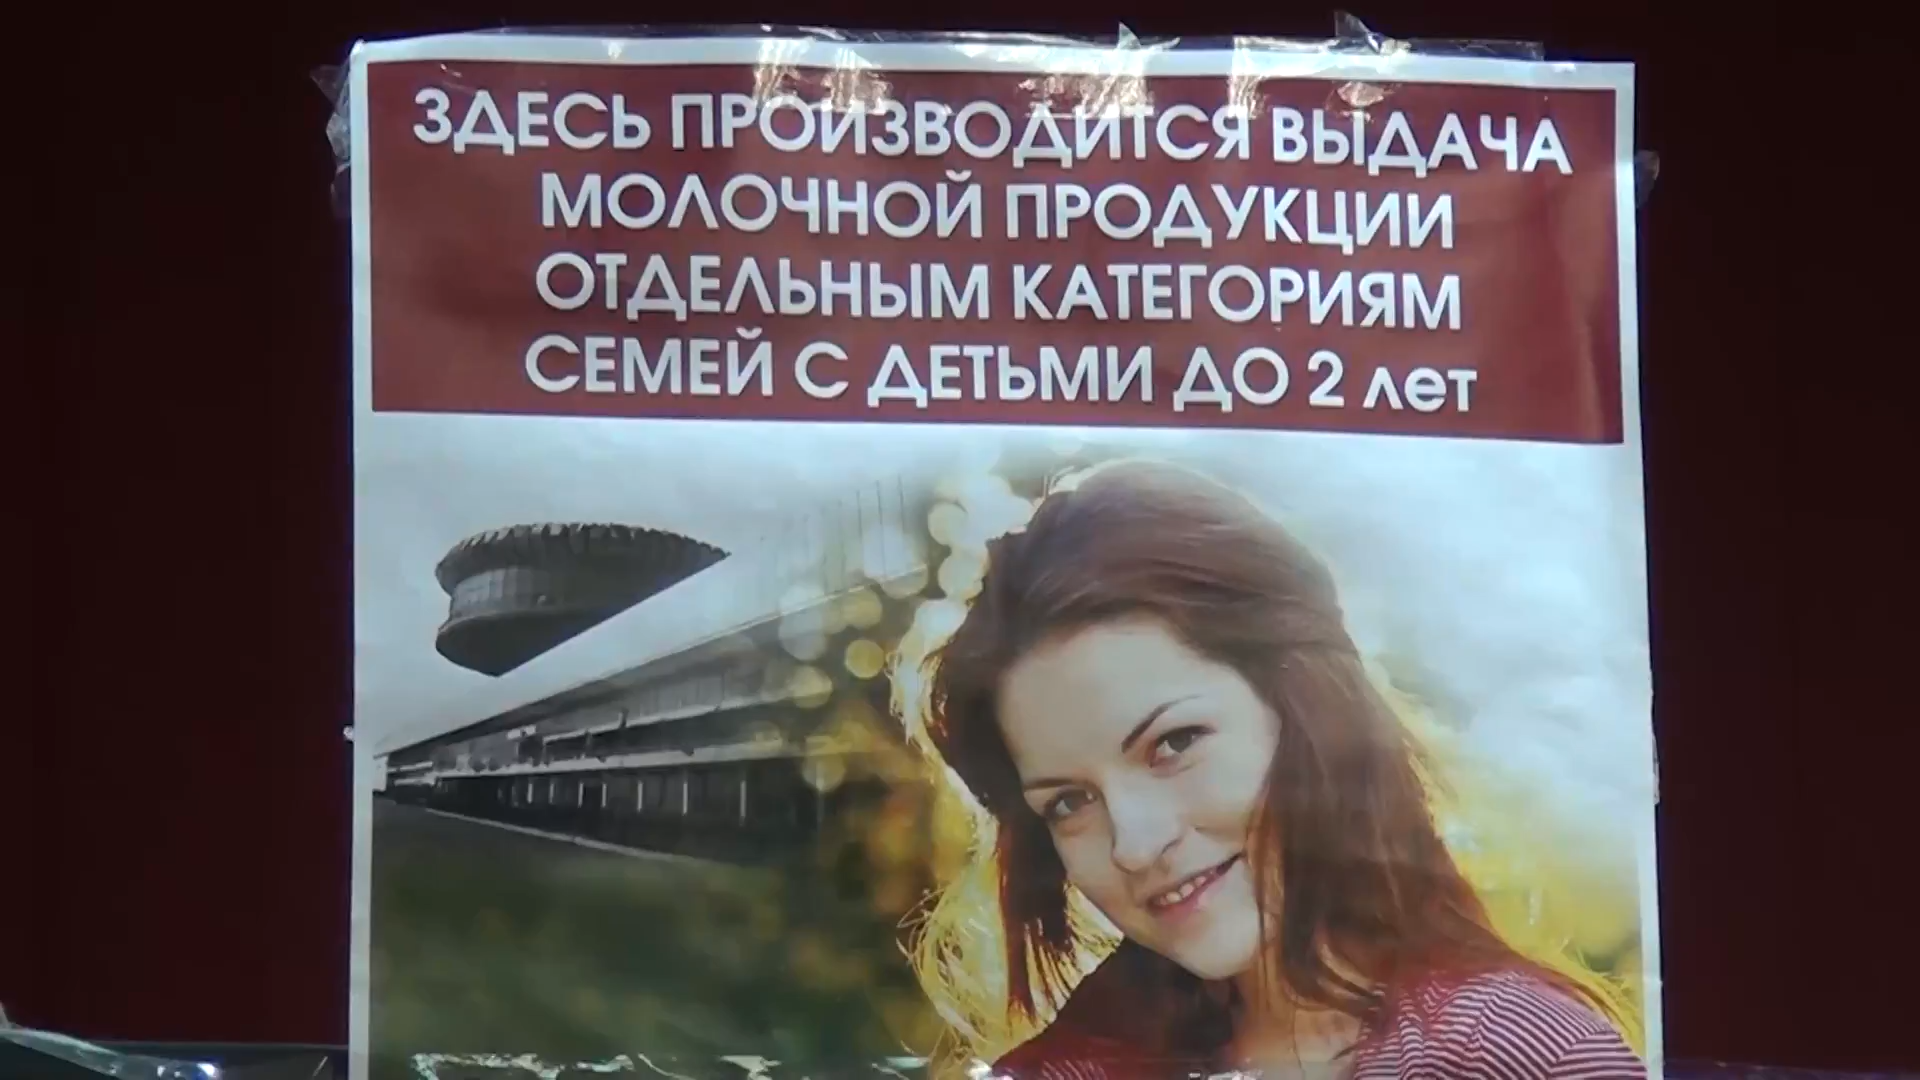 ЗДЕСЬ ПРОИЗВОДИТСЯ ВЫДАЧА
МОЛОЧНОЙ ПРОДУКЦИИ
ОТДЕЛЬНЫМ КАТЕГОРИЯМ
СЕМЕЙ С ДЕТЬМИ ДО 2 лет